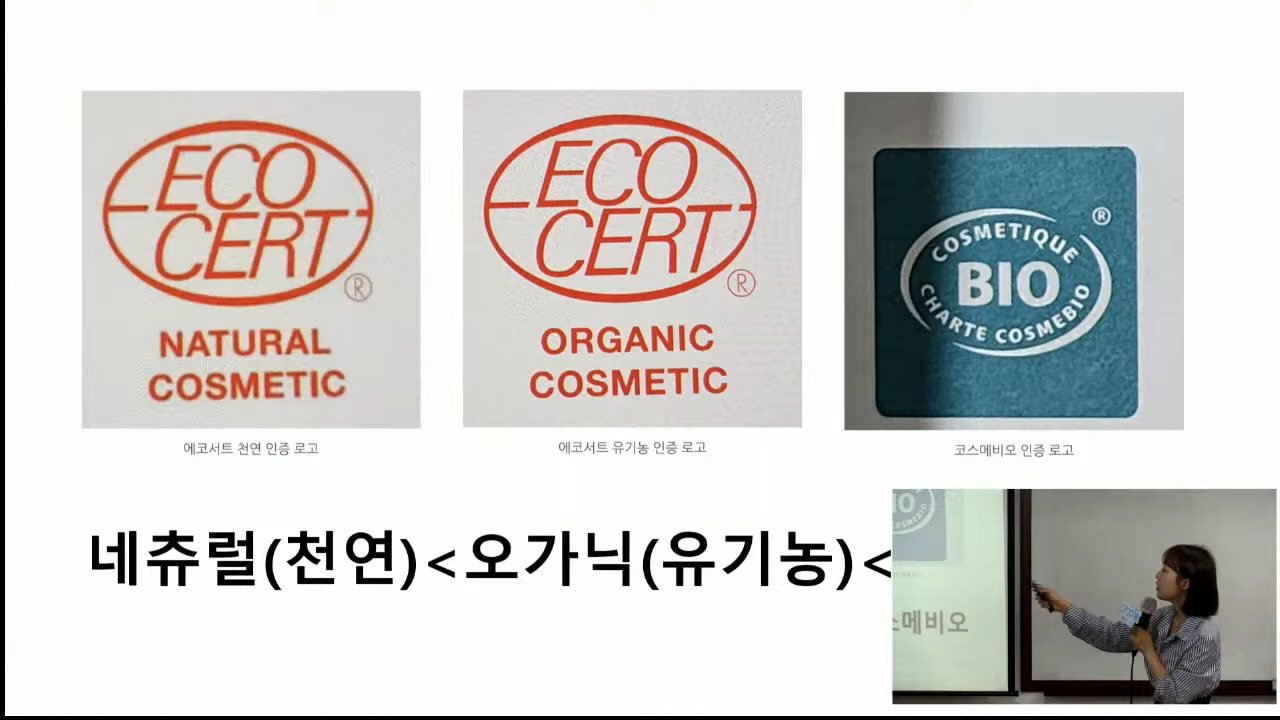 ECO
CERT
®
NATURAL
COSMETIC
ECO
CERT
®
ORGANIC
COSMETIC
®
COSMETIQUE
BIO
CHARTE COSMEBIO
에코서트 천연 인증 로고
에코서트 유기농 인증 로고
코스메비오 인증 로고
네츄럴(천연)<오가닉(유기농)<
스메비오